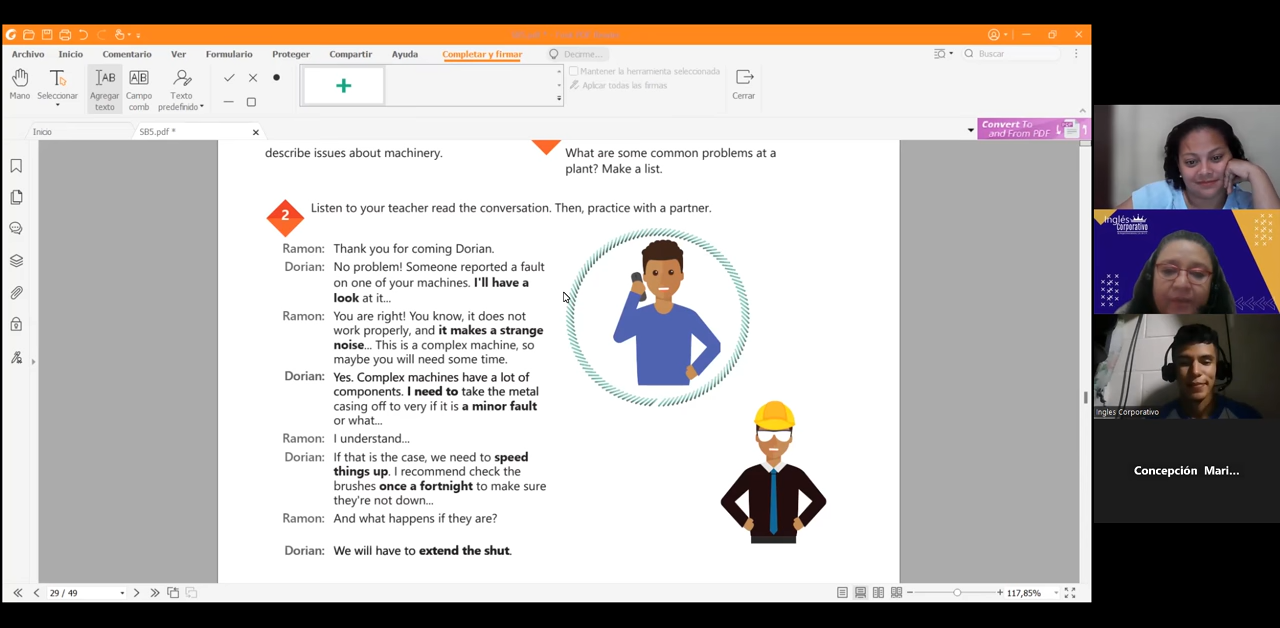 Archivo Inicio Comentario Ver Formulario Proteger Compartir Ayuda Completar y firmar Decirme... Buscar
Mano Seleccionar Agregar texto Campo comb Texto predefinido Mantener la herramienta seleccionada
Aplicar todas las firmas
Cerrar
Inicio SB5.pdf * Convert To and From PDF
describe issues about machinery.
What are some common problems at a
plant? Make a list.
2 Listen to your teacher read the conversation. Then, practice with a partner.
Ramon: Thank you for coming Dorian.
Dorian: No problem! Someone reported a fault
on one of your machines. I'll have a
look at it...
Ramon: You are right! You know, it does not
work properly, and it makes a strange
noise... This is a complex machine, so
maybe you will need some time.
Dorian: Yes. Complex machines have a lot of
components. I need to take the metal
casing off to very if it is a minor fault
or what...
Ramon: I understand...
Dorian: If that is the case, we need to speed
things up. I recommend check the
brushes once a fortnight to make sure
they're not down...
Ramon: And what happens if they are?
Dorian: We will have to extend the shut.
29 / 49
117,85%
Inglés
Corporativo
Ingles Corporativo
Concepción Mari...